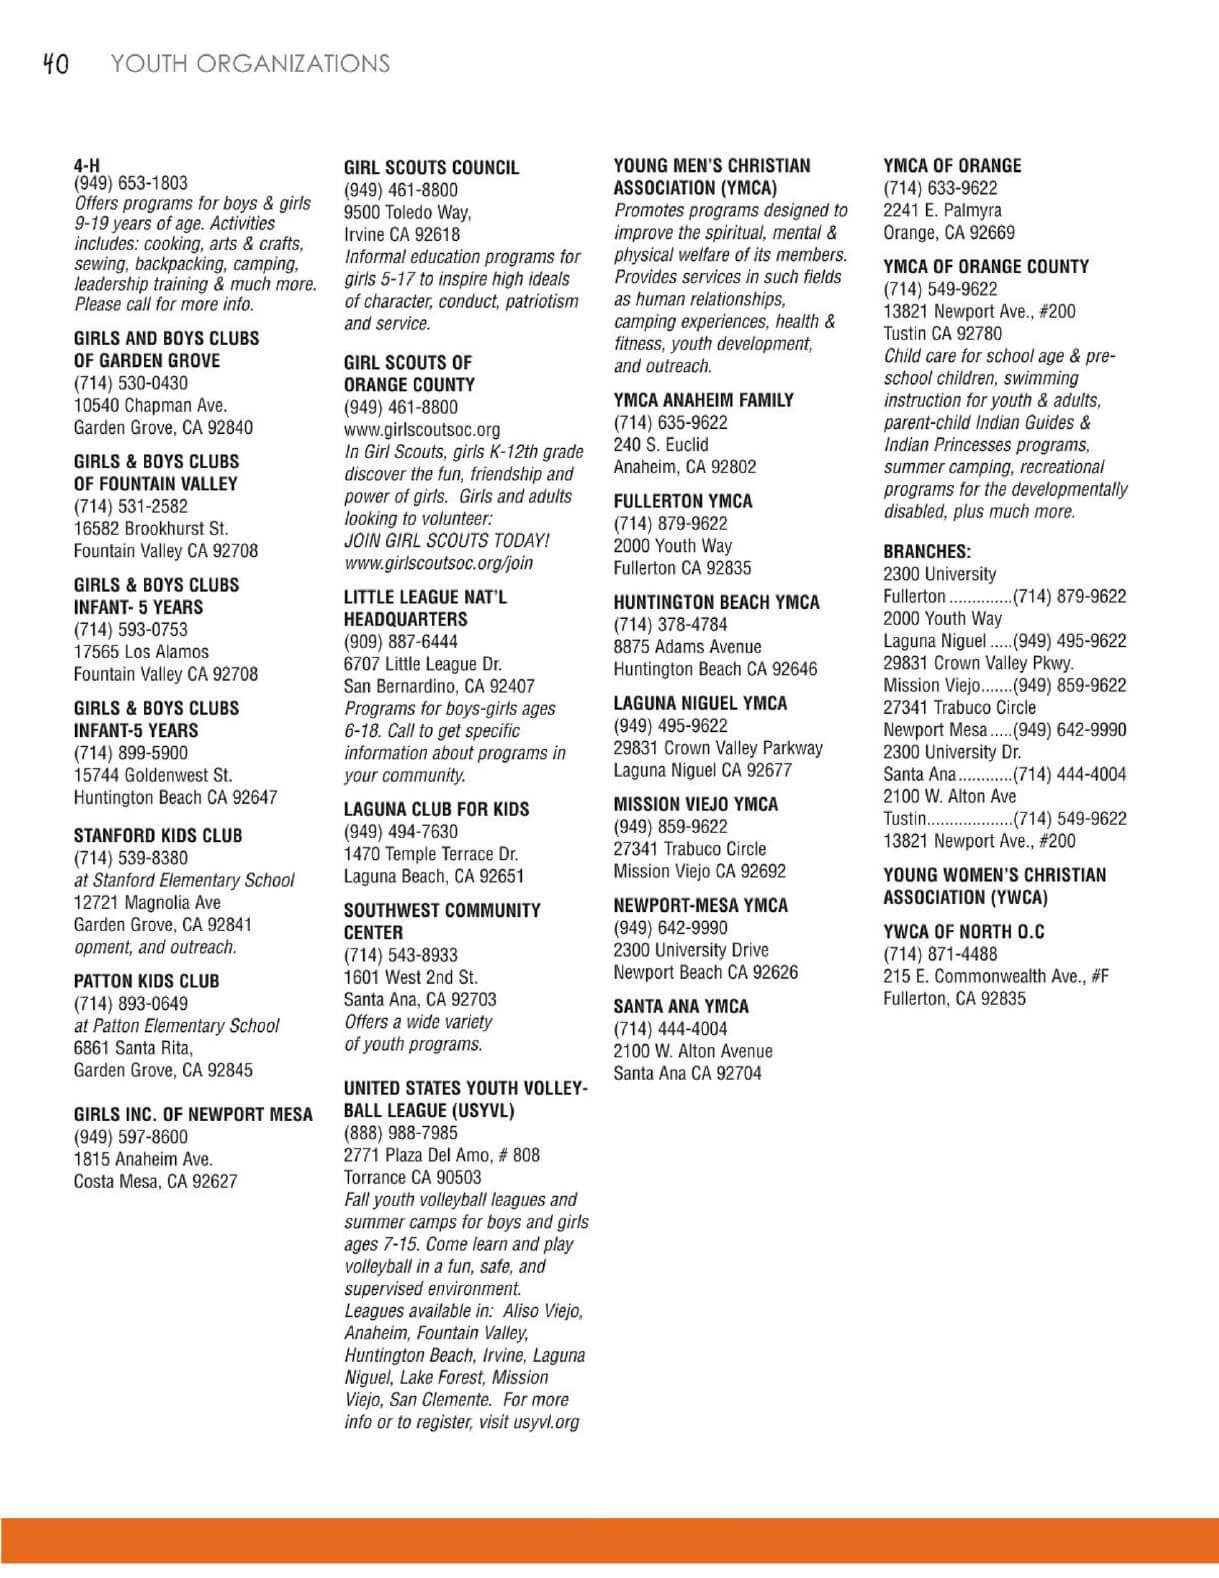 40 YOUTH ORGANIZATIONS
4-H
(949) 653-1803
Offers programs for boys & girls
9-19 years of age. Activities
includes: cooking, arts & crafts,
sewing, backpacking, camping,
leadership training & much more.
Please call for more info.
GIRLS AND BOYS CLUBS
OF GARDEN GROVE
(714) 530-0430
10540 Chapman Ave.
Garden Grove, CA 92840
GIRLS & BOYS CLUBS
OF FOUNTAIN VALLEY
(714) 531-2582
16582 Brookhurst St.
Fountain Valley CA 92708
GIRLS & BOYS CLUBS
INFANT- 5 YEARS
(714) 593-0753
17565 Los Alamos
Fountain Valley CA 92708
GIRLS & BOYS CLUBS
INFANT-5 YEARS
(714) 899-5900
15744 Goldenwest St.
Huntington Beach CA 92647
STANFORD KIDS CLUB
(714) 539-8380
at Stanford Elementary School
12721 Magnolia Ave
Garden Grove, CA 92841
opment, and outreach.
PATTON KIDS CLUB
(714) 893-0649
at Patton Elementary School
6861 Santa Rita,
Garden Grove, CA 92845
GIRLS INC. OF NEWPORT MESA
(949) 597-8600
1815 Anaheim Ave.
Costa Mesa, CA 92627
GIRL SCOUTS COUNCIL
(949) 461-8800
9500 Toledo Way,
Irvine CA 92618
Informal education programs for
girls 5-17 to inspire high ideals
of character, conduct, patriotism
and service.
GIRL SCOUTS OF
ORANGE COUNTY
(949) 461-8800
www.girlscoutsoc.org
In Girl Scouts, girls K-12th grade
discover the fun, friendship and
power of girls. Girls and adults
looking to volunteer:
JOIN GIRL SCOUTS TODAY!
www.girlscoutsoc.org/join
LITTLE LEAGUE NAT'L
HEADQUARTERS
(909) 887-6444
6707 Little League Dr.
San Bernardino, CA 92407
Programs for boys-girls ages
6-18. Call to get specific
information about programs in
your community.
LAGUNA CLUB FOR KIDS
(949) 494-7630
1470 Temple Terrace Dr.
Laguna Beach, CA 92651
SOUTHWEST COMMUNITY
CENTER
(714) 543-8933
1601 West 2nd St.
Santa Ana, CA 92703
Offers a wide variety
of youth programs.
UNITED STATES YOUTH VOLLEY-
BALL LEAGUE (USYVL)
(888) 988-7985
2771 Plaza Del Amo, # 808
Torrance CA 90503
Fall youth volleyball leagues and
summer camps for boys and girls
ages 7-15. Come learn and play
volleyball in a fun, safe, and
supervised environment.
Leagues available in: Aliso Viejo,
Anaheim, Fountain Valley,
Huntington Beach, Irvine, Laguna
Niguel, Lake Forest, Mission
Viejo, San Clemente. For more
info or to register, visit usyvl.org
YOUNG MEN'S CHRISTIAN
ASSOCIATION (YMCA)
Promotes programs designed to
improve the spiritual, mental &
physical welfare of its members.
Provides services in such fields
as human relationships,
camping experiences, health &
fitness, youth development,
and outreach.
YMCA ANAHEIM FAMILY
(714) 635-9622
240 S. Euclid
Anaheim, CA 92802
FULLERTON YMCA
(714) 879-9622
2000 Youth Way
Fullerton CA 92835
HUNTINGTON BEACH YMCA
(714) 378-4784
8875 Adams Avenue
Huntington Beach CA 92646
LAGUNA NIGUEL YMCA
(949) 495-9622
29831 Crown Valley Parkway
Laguna Niguel CA 92677
MISSION VIEJO YMCA
(949) 859-9622
27341 Trabuco Circle
Mission Viejo CA 92692
NEWPORT-MESA YMCA
(949) 642-9990
2300 University Drive
Newport Beach CA 92626
SANTA ANA YMCA
(714) 444-4004
2100 W. Alton Avenue
Santa Ana CA 92704
YMCA OF ORANGE
(714) 633-9622
2241 E. Palmyra
Orange, CA 92669
YMCA OF ORANGE COUNTY
(714) 549-9622
13821 Newport Ave., #200
Tustin CA 92780
Child care for school age & pre-
school children, swimming
instruction for youth & adults,
parent-child Indian Guides &
Indian Princesses programs,
summer camping, recreational
programs for the developmentally
disabled, plus much more.
BRANCHES:
2300 University
Fullerton ..............(714) 879-9622
2000 Youth Way
Laguna Niguel .....(949) 495-9622
29831 Crown Valley Pkwy.
Mission Viejo.......(949) 859-9622
27341 Trabuco Circle
Newport Mesa .....(949) 642-9990
2300 University Dr.
Santa Ana............(714) 444-4004
2100 W. Alton Ave
Tustin...................(714) 549-9622
13821 Newport Ave., #200
YOUNG WOMEN'S CHRISTIAN
ASSOCIATION (YWCA)
YWCA OF NORTH O.C
(714) 871-4488
215 E. Commonwealth Ave., #F
Fullerton, CA 92835